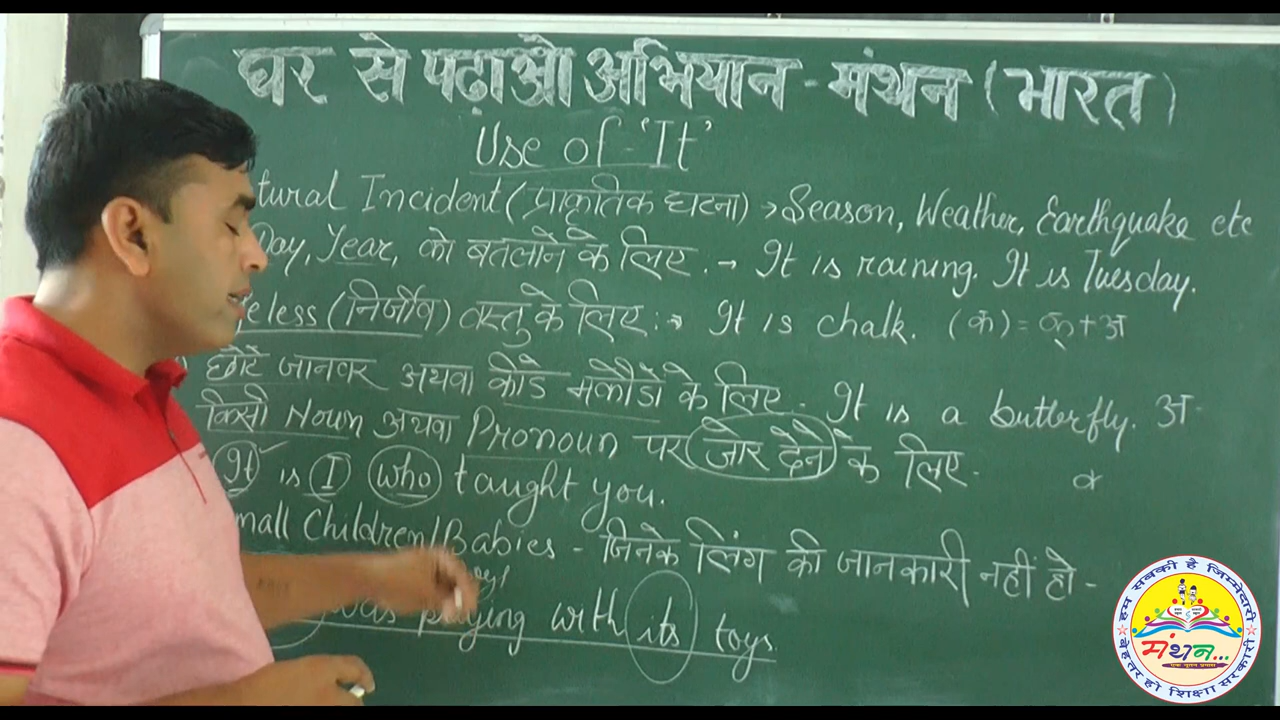 घर से पढ़ाओ अभियान - मंथन (भारत)
Use of 'It'
tural Incident (प्राकृतिक घटना) → Season, Weather, Earthquake etc
Day, Year, को बतलाने के लिए. → It is raining. It is Tuesday.
eless (निर्जीव) वस्तु के लिए. → It is chalk. (क) = क् + अ
छोटे जानवर अथवा कीडे मकौडो के लिए. It is a butterfly. अ
किसी Noun अथवा Pronoun पर जोर देने के लिए.
It is I who taught you.
mall Children/Babies - जिनके लिंग की जानकारी नहीं हो -
was playing with its toys.
हम सबकी है जिम्मेदारी
मंथन...
एक नूतन प्रयास
बेहतर हो शिक्षा सरकारी